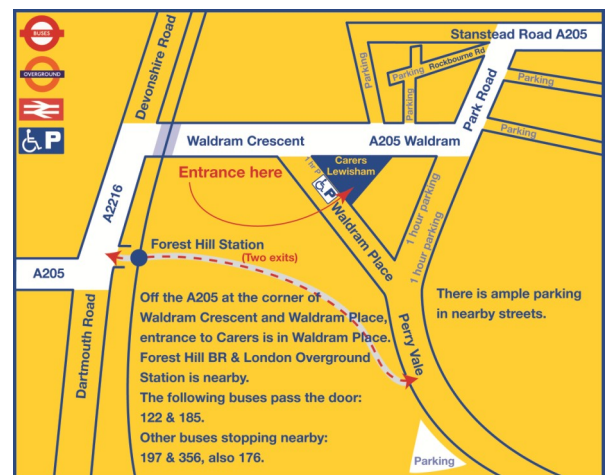 BUSES
OVERGROUND
P
Devonshire Road
Stanstead Road A205
Parking
Parking
Rockbourne Rd
Parking
Park Road
Parking
Parking
Waldram Crescent
A205 Waldram
Carers
Lewisham
P
Entrance here
Waldram Place
1 hour parking
1 hour parking
A2216
Forest Hill Station
(Two exits)
A205
Dartmouth Road
Off the A205 at the corner of
Waldram Crescent and Waldram Place,
entrance to Carers is in Waldram Place.
Forest Hill BR & London Overground
Station is nearby.
The following buses pass the door:
122 & 185.
Other buses stopping nearby:
197 & 356, also 176.
There is ample parking
in nearby streets.
Perry Vale
Parking